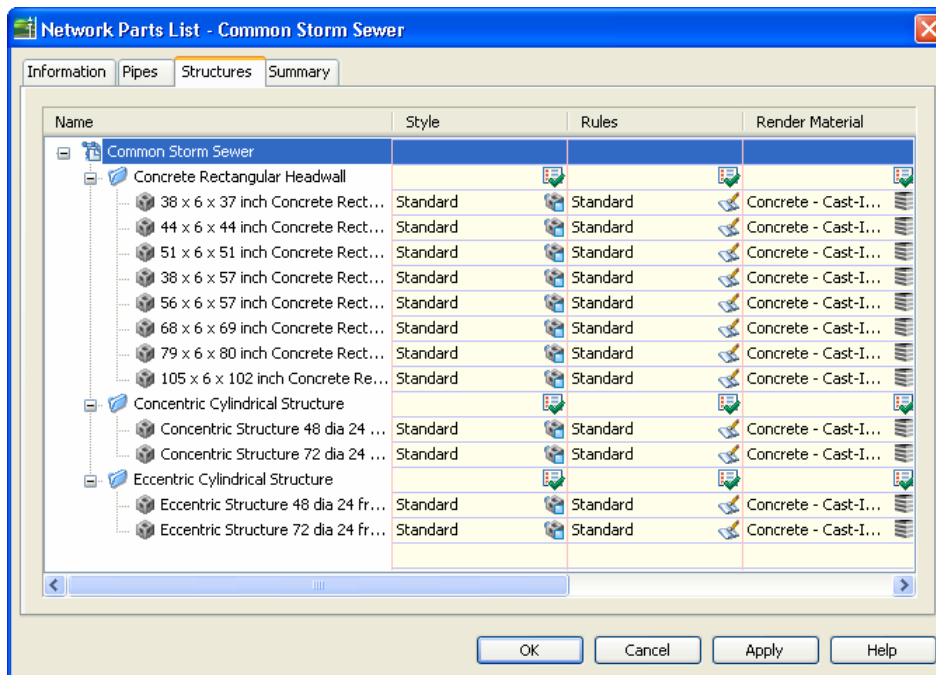 Network Parts List - Common Storm Sewer
Information Pipes Structures Summary
Name Style Rules Render Material
Common Storm Sewer
Concrete Rectangular Headwall
38 x 6 x 37 inch Concrete Rect... Standard Standard Concrete - Cast-I...
44 x 6 x 44 inch Concrete Rect... Standard Standard Concrete - Cast-I...
51 x 6 x 51 inch Concrete Rect... Standard Standard Concrete - Cast-I...
38 x 6 x 57 inch Concrete Rect... Standard Standard Concrete - Cast-I...
56 x 6 x 57 inch Concrete Rect... Standard Standard Concrete - Cast-I...
68 x 6 x 69 inch Concrete Rect... Standard Standard Concrete - Cast-I...
79 x 6 x 80 inch Concrete Rect... Standard Standard Concrete - Cast-I...
105 x 6 x 102 inch Concrete Re... Standard Standard Concrete - Cast-I...
Concentric Cylindrical Structure
Concentric Structure 48 dia 24 ... Standard Standard Concrete - Cast-I...
Concentric Structure 72 dia 24 ... Standard Standard Concrete - Cast-I...
Eccentric Cylindrical Structure
Eccentric Structure 48 dia 24 fr... Standard Standard Concrete - Cast-I...
Eccentric Structure 72 dia 24 fr... Standard Standard Concrete - Cast-I...
OK Cancel Apply Help